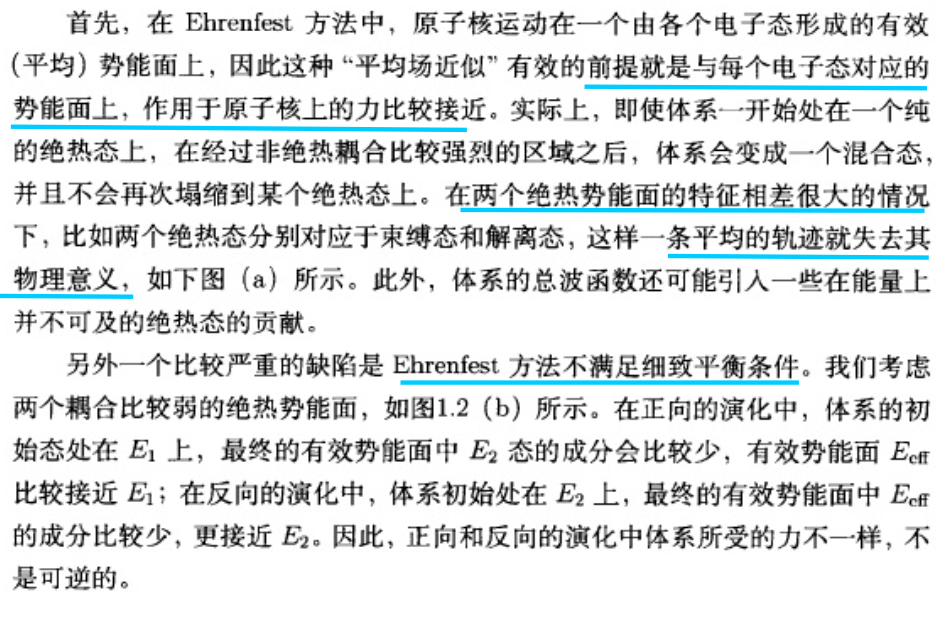 首先，在 Ehrenfest 方法中，原子核运动在一个由各个电子态形成的有效
（平均）势能面上，因此这种 “平均场近似” 有效的前提就是与每个电子态对应的
势能面上，作用于原子核上的力比较接近。实际上，即使体系一开始处在一个纯
的绝热态上，在经过非绝热耦合比较强烈的区域之后，体系会变成一个混合态，
并且不会再次塌缩到某个绝热态上。在两个绝热势能面的特征相差很大的情况
下，比如两个绝热态分别对应于束缚态和解离态，这样一条平均的轨迹就失去其
物理意义，如下图（a）所示。此外，体系的总波函数还可能引入一些在能量上
并不可及的绝热态的贡献。
另外一个比较严重的缺陷是 Ehrenfest 方法不满足细致平衡条件。我们考虑
两个耦合比较弱的绝热势能面，如图1.2（b）所示。在正向的演化中，体系的初
始态处在 E₁ 上，最终的有效势能面中 E₂ 态的成分会比较少，有效势能面 Eeff
比较接近 E₁；在反向的演化中，体系初始处在 E₂ 上，最终的有效势能面中 Eeff
的成分比较少，更接近 E₂。因此，正向和反向的演化中体系所受的力不一样，不
是可逆的。